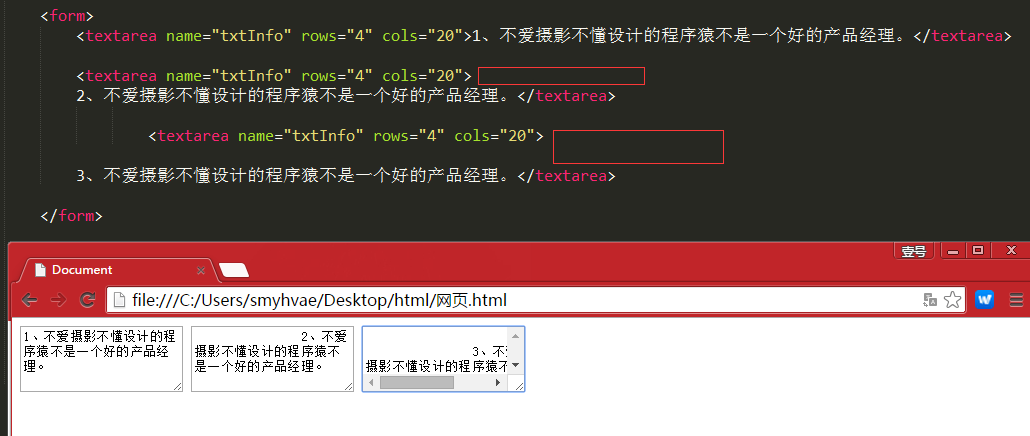 <form>
<textarea name="txtInfo" rows="4" cols="20">1、不爱摄影不懂设计的程序猿不是一个好的产品经理。</textarea>
<textarea name="txtInfo" rows="4" cols="20">
2、不爱摄影不懂设计的程序猿不是一个好的产品经理。</textarea>
<textarea name="txtInfo" rows="4" cols="20">
3、不爱摄影不懂设计的程序猿不是一个好的产品经理。</textarea>
</form>
壹号
Document
file:///C:/Users/smyhvae/Desktop/html/网页.html
1、不爱摄影不懂设计的程
序猿不是一个好的产品经
理。
2、不爱
摄影不懂设计的程序猿不
是一个好的产品经理。
3、不
摄影不懂设计的程序猿不